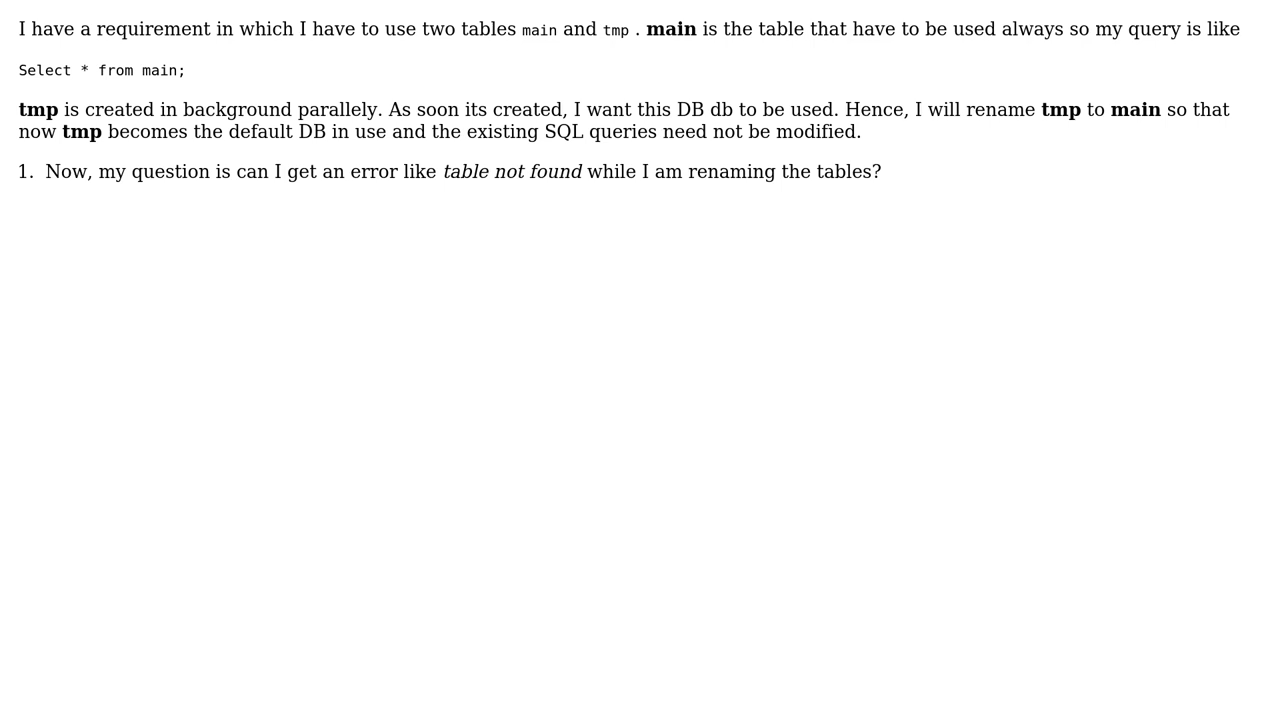 I have a requirement in which I have to use two tables main and tmp . main is the table that have to be used always so my query is like
Select * from main;
tmp is created in background parallely. As soon its created, I want this DB db to be used. Hence, I will rename tmp to main so that
now tmp becomes the default DB in use and the existing SQL queries need not be modified.
1. Now, my question is can I get an error like table not found while I am renaming the tables?